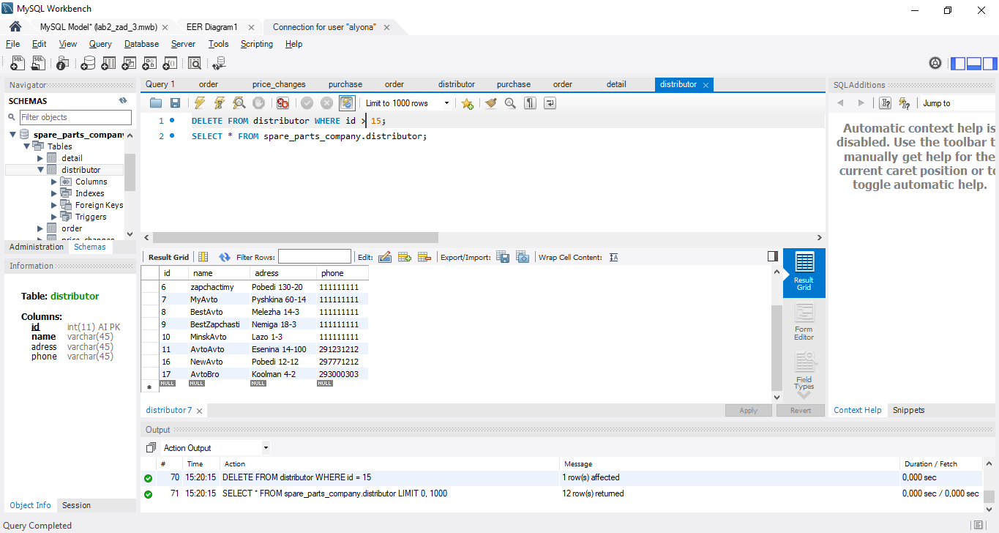 MySQL Workbench
MySQL Model* (lab2_zad_3.mwb) EER Diagram1 Connection for user "alyona"
File Edit View Query Database Server Tools Scripting Help
Navigator
SCHEMAS
Filter objects
spare_parts_company
Tables
detail
distributor
Columns
Indexes
Foreign Keys
Triggers
order
price_changes
Administration Schemas
Information
Table: distributor
Columns:
id int(11) AI PK
name varchar(45)
adress varchar(45)
phone varchar(45)
Object Info Session
Query 1 order price_changes purchase order distributor purchase order detail distributor
Limit to 1000 rows
1 DELETE FROM distributor WHERE id > 15;
2 SELECT * FROM spare_parts_company.distributor;
Result Grid Filter Rows: Edit: Export/Import: Wrap Cell Content:
id name adress phone
6 zapchactimy Pobedi 130-20 111111111
7 MyAvto Pyshkina 60-14 111111111
8 BestAvto Melezha 14-3 111111111
9 BestZapchasti Nemiga 18-3 111111111
10 MinskAvto Lazo 1-3 111111111
11 AvtoAvto Esenina 14-100 291231212
16 NewAvto Pobedi 12-12 297771212
17 AvtoBro Koolman 4-2 293000303
NULL NULL NULL NULL
Result
Grid
Form
Editor
Field
Types
distributor 7 Apply Revert
Output
Action Output
# Time Action Message Duration / Fetch
70 15:20:15 DELETE FROM distributor WHERE id = 15 1 row(s) affected 0,000 sec
71 15:20:15 SELECT * FROM spare_parts_company.distributor LIMIT 0, 1000 12 row(s) returned 0,000 sec / 0,000 sec
SQLAdditions
Jump to
Automatic context help is
disabled. Use the toolbar t
manually get help for the
current caret position or to
toggle automatic help.
Context Help Snippets
Query Completed